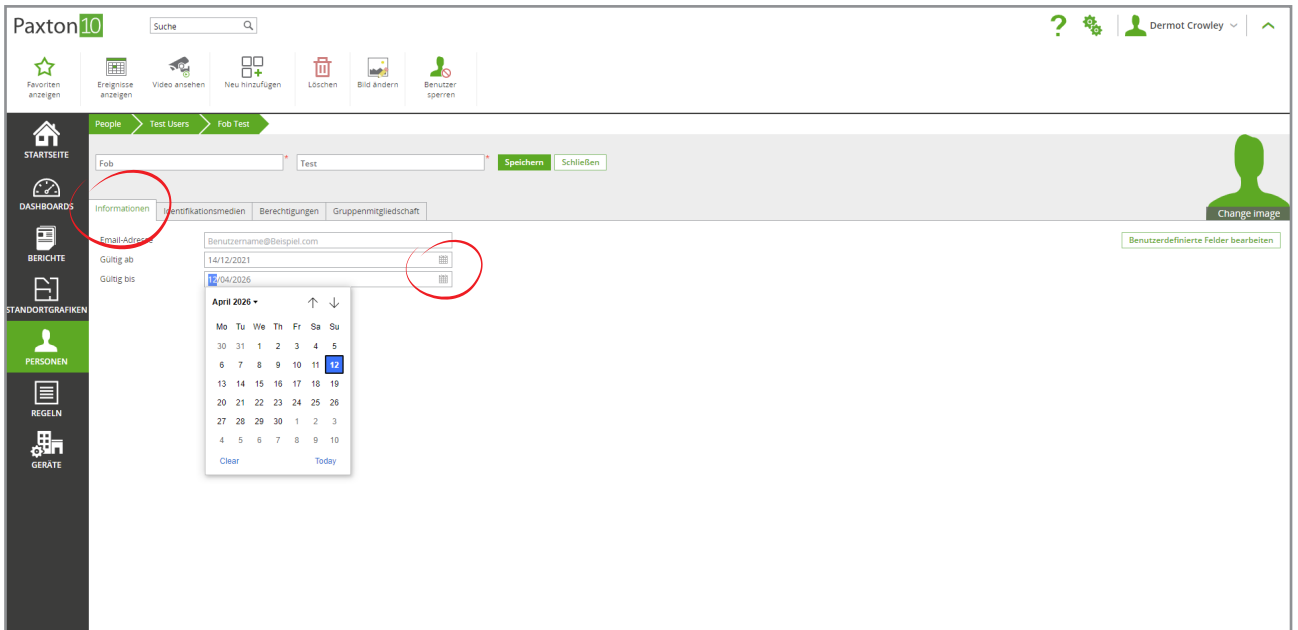 Paxton10
Suche
Dermot Crowley
Favoriten anzeigen
Ereignisse anzeigen
Video ansehen
Neu hinzufügen
Löschen
Bild ändern
Benutzer sperren
People
Test Users
Fob Test
STARTSEITE
DASHBOARDS
BERICHTE
STANDORTGRAFIKEN
PERSONEN
REGELN
GERÄTE
Fob *
Test *
Speichern
Schließen
Change image
Informationen
Identifikationsmedien
Berechtigungen
Gruppenmitgliedschaft
Email-Adresse
Benutzername@Beispiel.com
Benutzerdefinierte Felder bearbeiten
Gültig ab
14/12/2021
Gültig bis
12/04/2026
April 2026
Mo Tu We Th Fr Sa Su
30 31 1 2 3 4 5
6 7 8 9 10 11 12
13 14 15 16 17 18 19
20 21 22 23 24 25 26
27 28 29 30 1 2 3
4 5 6 7 8 9 10
Clear
Today